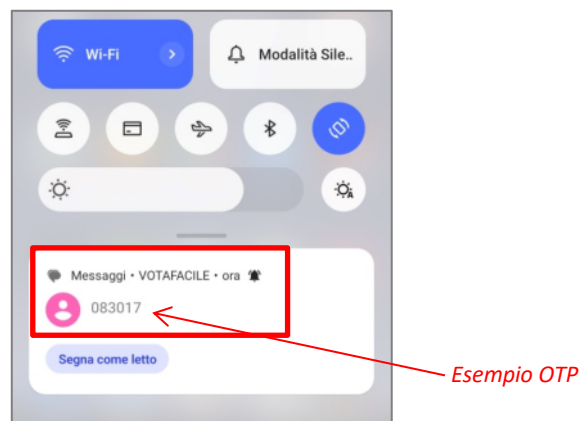 Wi-Fi
Modalità Sile..
Messaggi • VOTAFACILE • ora
083017
Segna come letto
Esempio OTP